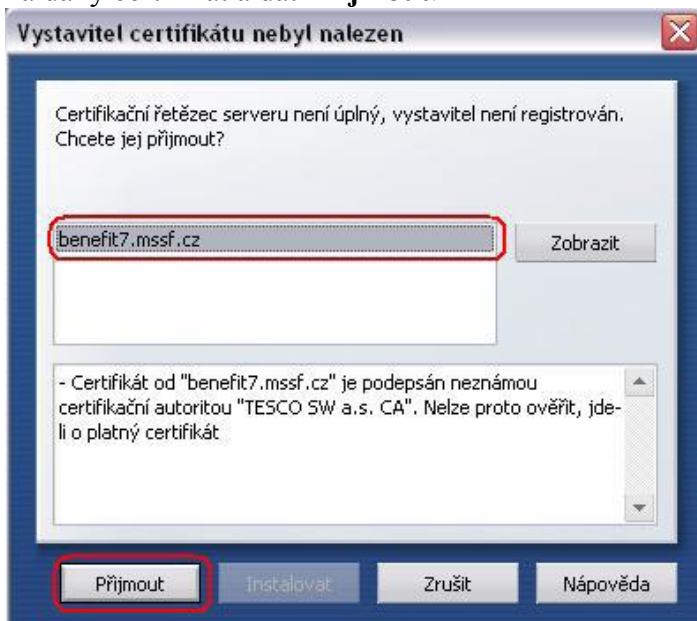 Vystavitel certifikátu nebyl nalezen
Certifikační řetězec serveru není úplný, vystavitel není registrován.
Chcete jej přijmout?
benefit7.mssf.cz
Zobrazit
- Certifikát od "benefit7.mssf.cz" je podepsán neznámou
certifikační autoritou "TESCO SW a.s. CA". Nelze proto ověřit, jde-
li o platný certifikát
Přijmout
Instalovat
Zrušit
Nápověda